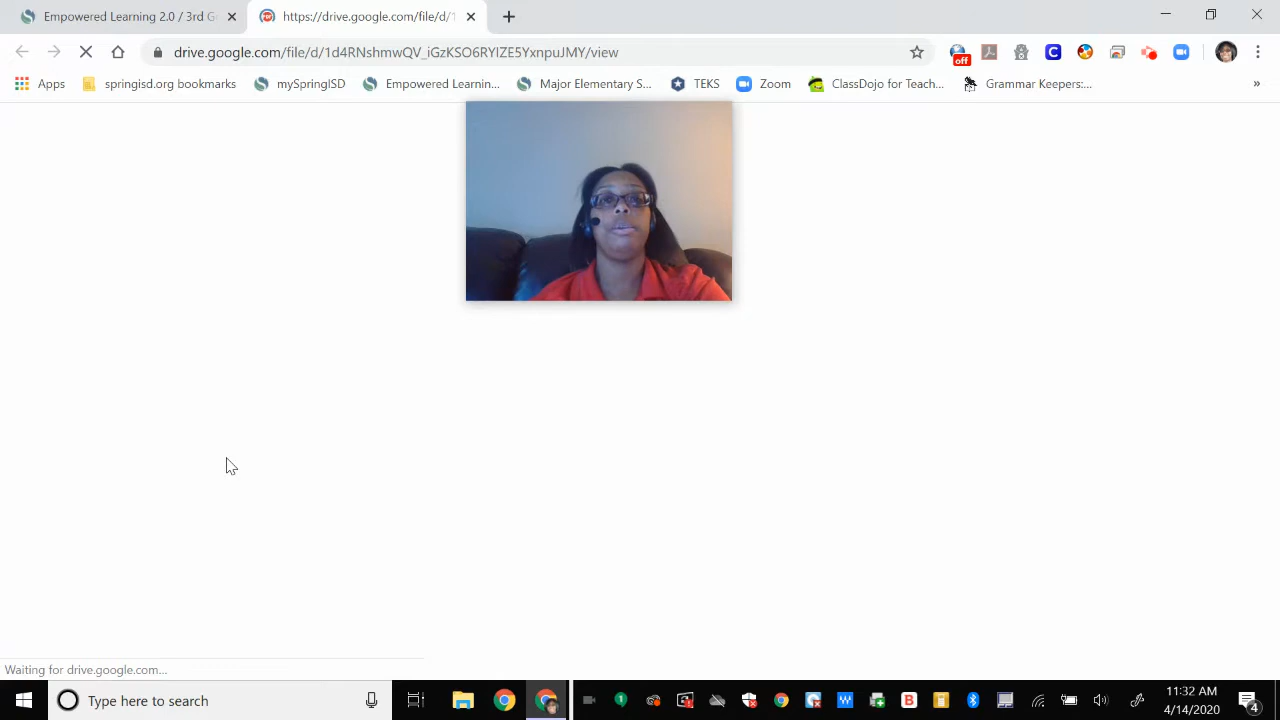 Empowered Learning 2.0 / 3rd G
https://drive.google.com/file/d/1
drive.google.com/file/d/1d4RNshmwQV_iGzKSO6RYIZE5YxnpuJMY/view
off
Apps springisd.org bookmarks mySpringISD Empowered Learnin... Major Elementary S... TEKS Zoom ClassDojo for Teach... Grammar Keepers:... »
Waiting for drive.google.com...
Type here to search
11:32 AM
4/14/2020
4